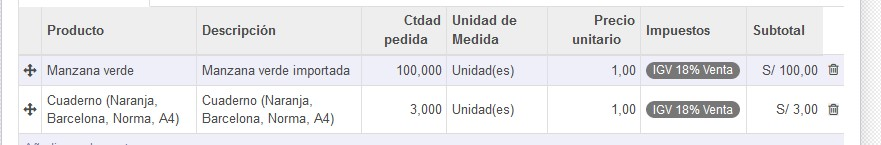 Producto Descripción Ctdad pedida Unidad de Medida Precio unitario Impuestos Subtotal
Manzana verde Manzana verde importada 100,000 Unidad(es) 1,00 IGV 18% Venta S/ 100,00
Cuaderno (Naranja, Barcelona, Norma, A4) Cuaderno (Naranja, Barcelona, Norma, A4) 3,000 Unidad(es) 1,00 IGV 18% Venta S/ 3,00